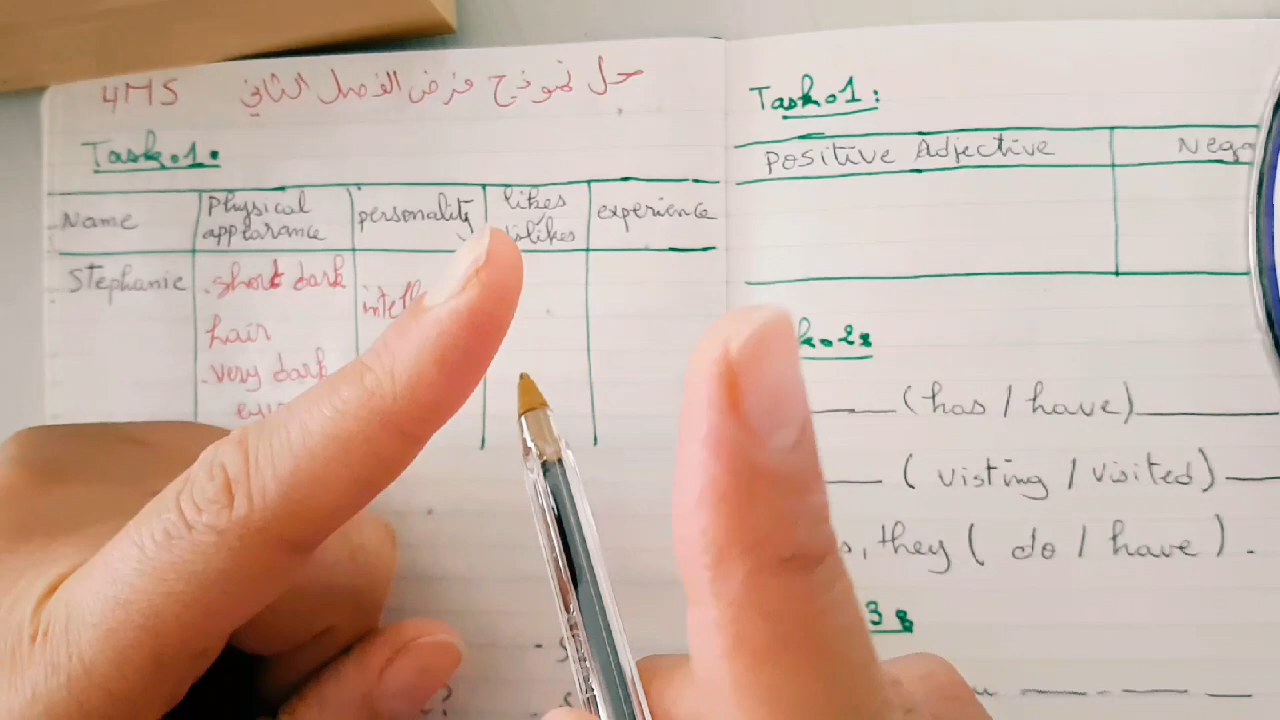 4MS حل نموذج فرض الفصل الثاني
Task.1:
Name
Physical appearance
personality
likes
experience
Stephanie
.short dark
hair
.very dark
Task.1:
Positive Adjective
(has / have)
( visting / visited)
, they ( do / have ).
3: